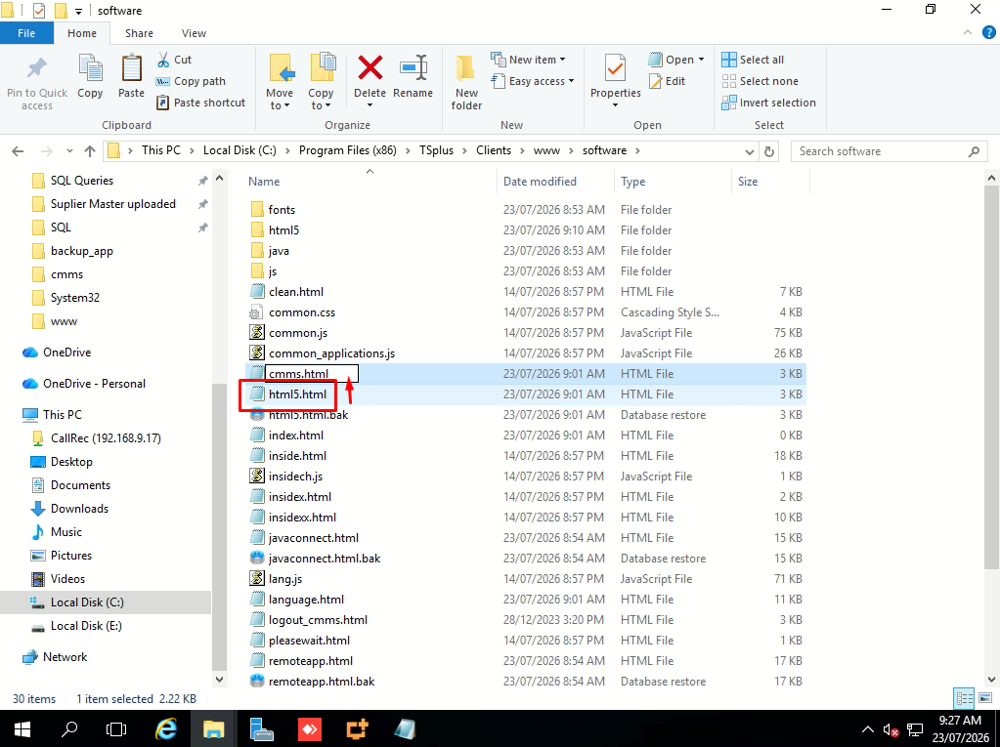 software
File
Home
Share
View
Pin to Quick access
Copy
Paste
Cut
Copy path
Paste shortcut
Clipboard
Move to
Copy to
Delete
Rename
Organize
New folder
New item
Easy access
New
Properties
Open
Edit
Open
Select all
Select none
Invert selection
Select
This PC > Local Disk (C:) > Program Files (x86) > TSplus > Clients > www > software >
Search software
SQL Queries
Suplier Master uploaded
SQL
backup_app
cmms
System32
www
OneDrive
OneDrive - Personal
This PC
CallRec (192.168.9.17)
Desktop
Documents
Downloads
Music
Pictures
Videos
Local Disk (C:)
Local Disk (E:)
Network
Name Date modified Type Size
fonts 23/07/2026 8:53 AM File folder
html5 23/07/2026 9:10 AM File folder
java 23/07/2026 8:53 AM File folder
js 23/07/2026 8:53 AM File folder
clean.html 14/07/2026 8:57 PM HTML File 7 KB
common.css 14/07/2026 8:57 PM Cascading Style S... 4 KB
common.js 14/07/2026 8:57 PM JavaScript File 75 KB
common_applications.js 14/07/2026 8:57 PM JavaScript File 26 KB
cmms.html 23/07/2026 9:01 AM HTML File 3 KB
html5.html 23/07/2026 9:01 AM HTML File 3 KB
html5.html.bak 23/07/2026 9:01 AM Database restore 3 KB
index.html 23/07/2026 9:01 AM HTML File 0 KB
inside.html 14/07/2026 8:57 PM HTML File 18 KB
insidech.js 14/07/2026 8:57 PM JavaScript File 1 KB
insidex.html 14/07/2026 8:57 PM HTML File 2 KB
insidexx.html 14/07/2026 8:57 PM HTML File 10 KB
javaconnect.html 23/07/2026 8:54 AM HTML File 15 KB
javaconnect.html.bak 23/07/2026 8:54 AM Database restore 15 KB
lang.js 14/07/2026 8:57 PM JavaScript File 71 KB
language.html 23/07/2026 9:01 AM HTML File 11 KB
logout_cmms.html 28/12/2023 3:20 PM HTML File 3 KB
pleasewait.html 14/07/2026 8:57 PM HTML File 1 KB
remoteapp.html 23/07/2026 8:54 AM HTML File 17 KB
remoteapp.html.bak 23/07/2026 8:54 AM Database restore 17 KB
30 items 1 item selected 2.22 KB
9:27 AM
23/07/2026